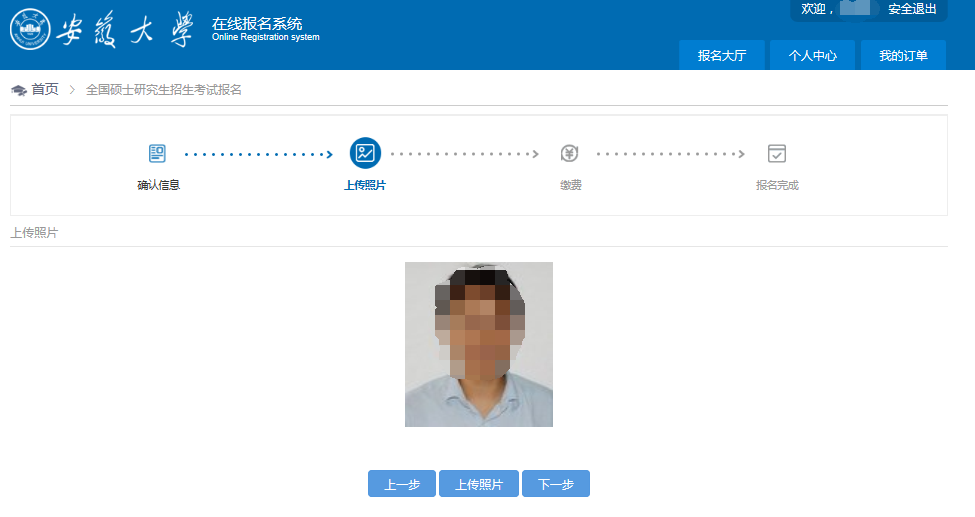 安徽大学
在线报名系统
Online Registration system
欢迎， 安全退出
报名大厅 个人中心 我的订单
首页 > 全国硕士研究生招生考试报名
确认信息 上传照片 缴费 报名完成
上传照片
上一步 上传照片 下一步